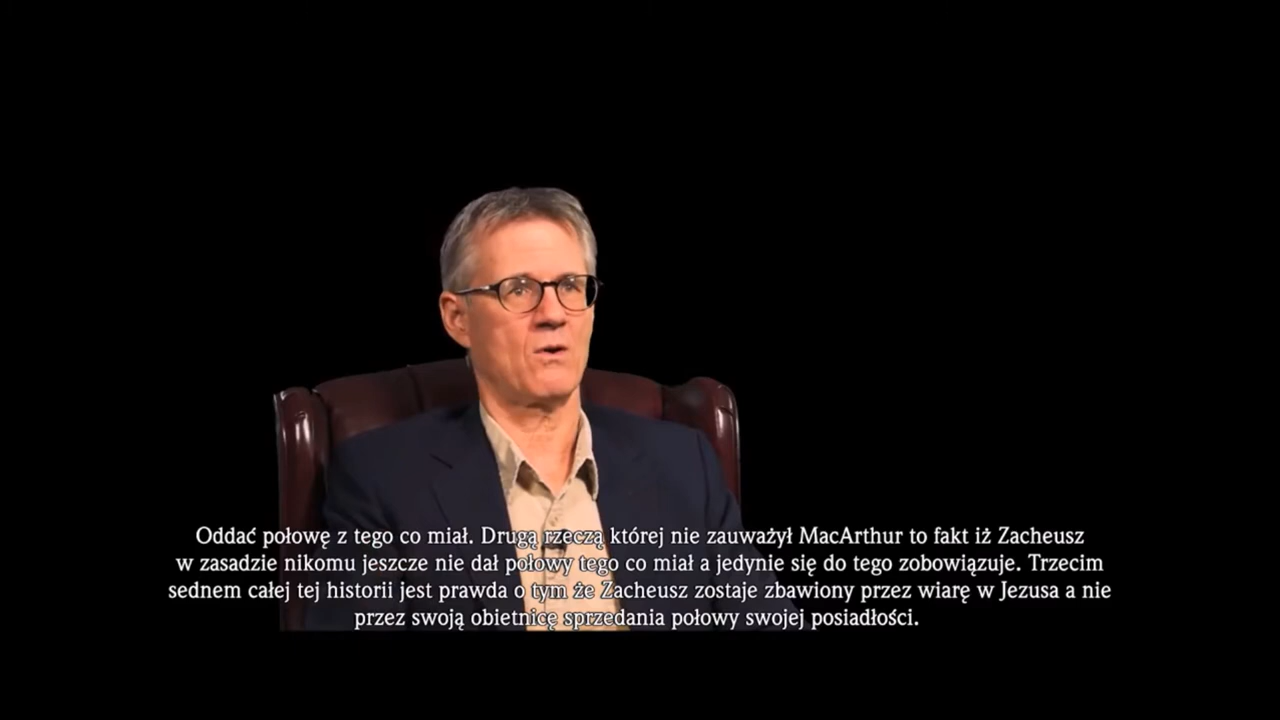 Oddać połowę z tego co miał. Drugą rzeczą której nie zauważył MacArthur to fakt iż Zacheusz
w zasadzie nikomu jeszcze nie dał połowy tego co miał a jedynie się do tego zobowiązuje. Trzecim
sednem całej tej historii jest prawda o tym że Zacheusz zostaje zbawiony przez wiarę w Jezusa a nie
przez swoją obietnicę sprzedania połowy swojej posiadłości.